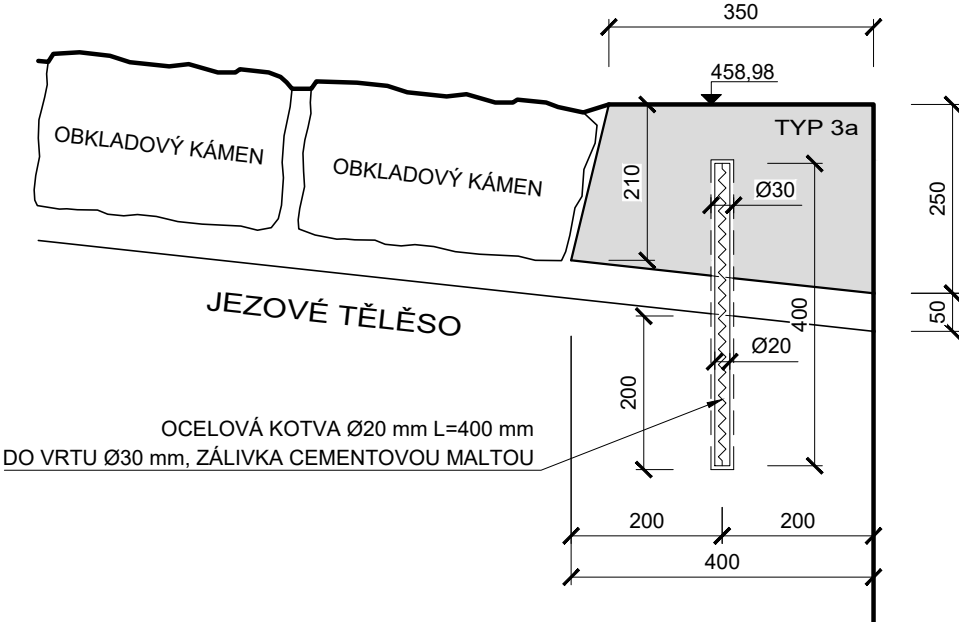 350
458,98
TYP 3a
OBKLADOVÝ KÁMEN
OBKLADOVÝ KÁMEN
210
Ø30
250
JEZOVÉ TĚLĚSO
400
50
Ø20
200
OCELOVÁ KOTVA Ø20 mm L=400 mm
DO VRTU Ø30 mm, ZÁLIVKA CEMENTOVOU MALTOU
200
200
400